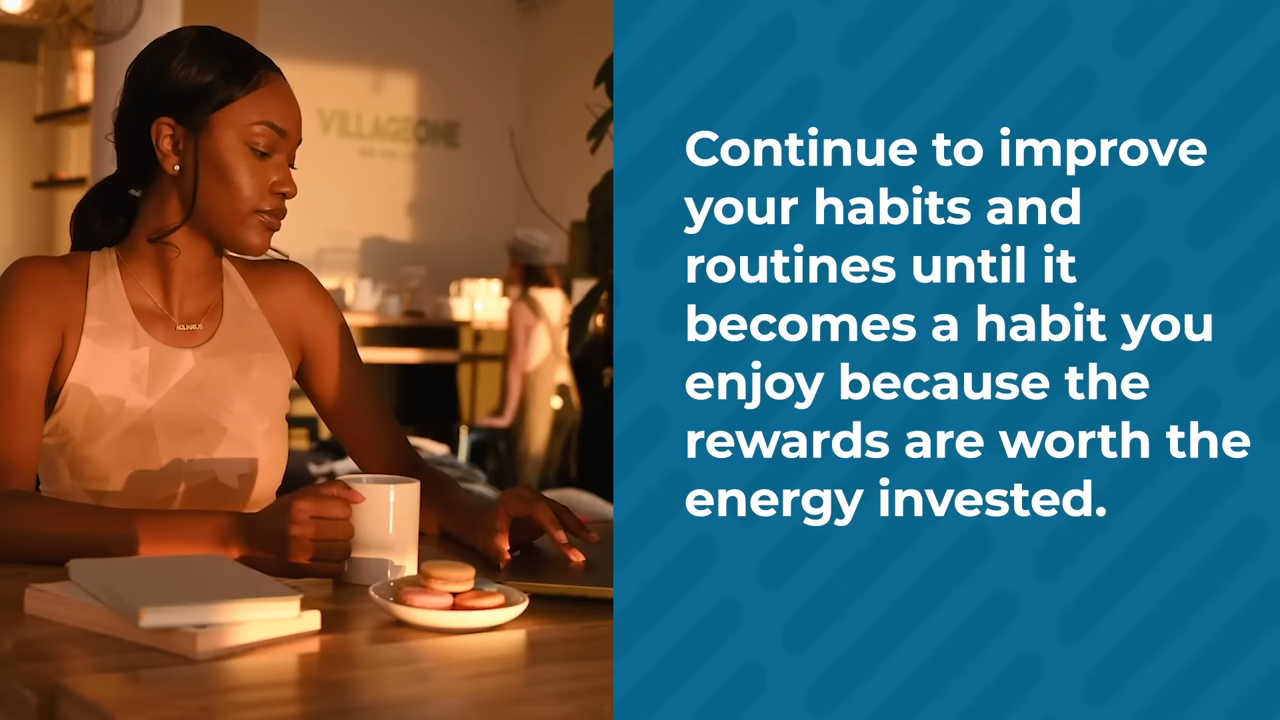 VILLAGEONE
AQUARIUS
Continue to improve
your habits and
routines until it
becomes a habit you
enjoy because the
rewards are worth the
energy invested.